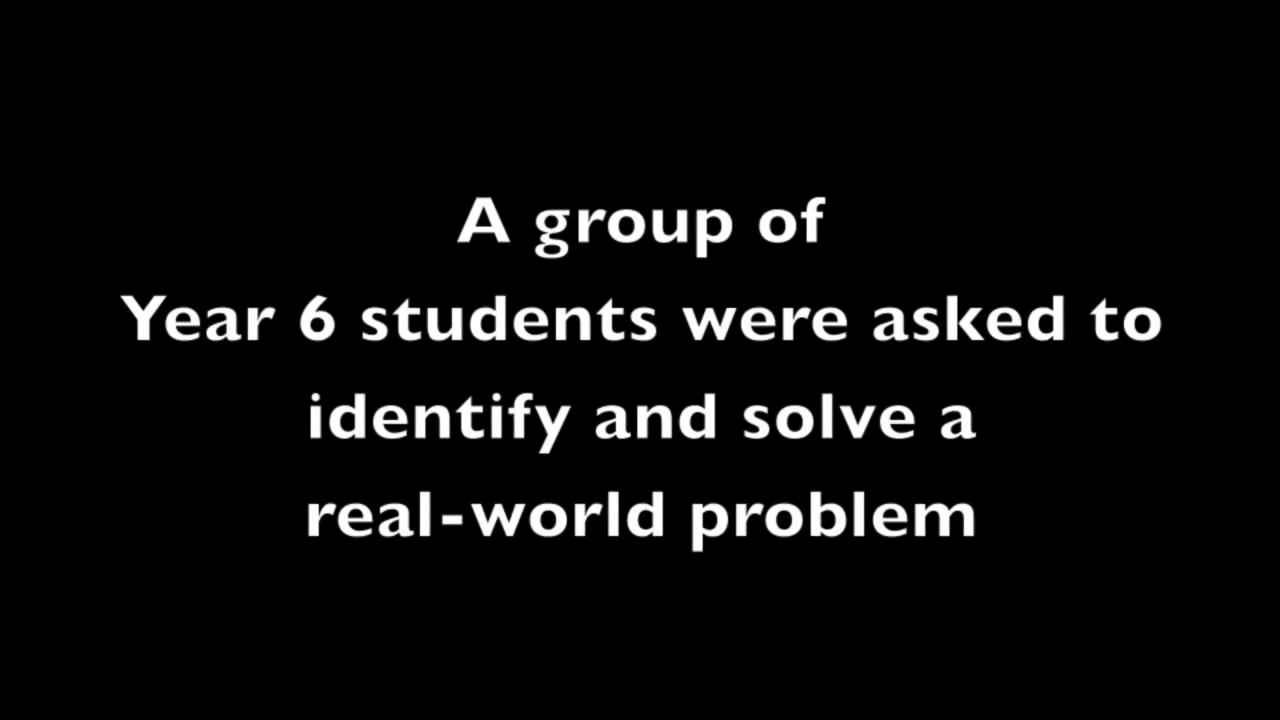 A group of
Year 6 students were asked to
identify and solve a
real-world problem